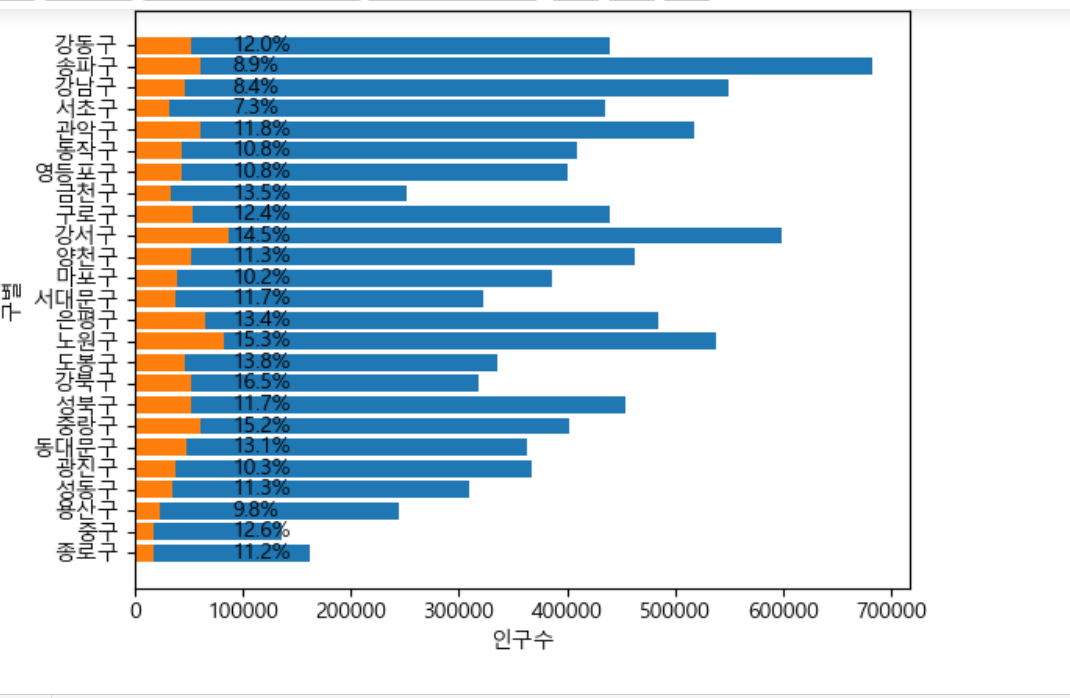 강동구 12.0%
송파구 8.9%
강남구 8.4%
서초구 7.3%
관악구 11.8%
동작구 10.8%
영등포구 10.8%
금천구 13.5%
구로구 12.4%
강서구 14.5%
양천구 11.3%
마포구 10.2%
서대문구 11.7%
은평구 13.4%
노원구 15.3%
도봉구 13.8%
강북구 16.5%
성북구 11.7%
중랑구 15.2%
동대문구 13.1%
광진구 10.3%
성동구 11.3%
용산구 9.8%
중구 12.6%
종로구 11.2%
구별
0 100000 200000 300000 400000 500000 600000 700000
인구수